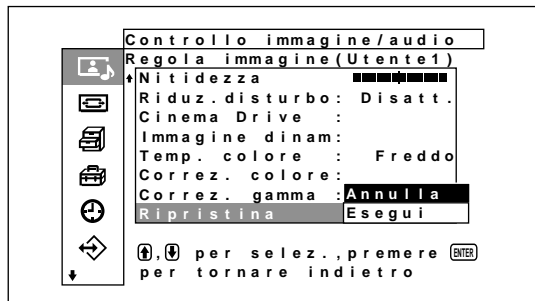 Controllo immagine/audio
Regola immagine(Utente1)
Nitidezza
Riduz.disturbo: Disatt.
Cinema Drive :
Immagine dinam:
Temp. colore : Freddo
Correz. colore:
Correz. gamma :Annulla
Ripristina Esegui
, per selez.,premere ENTER
per tornare indietro